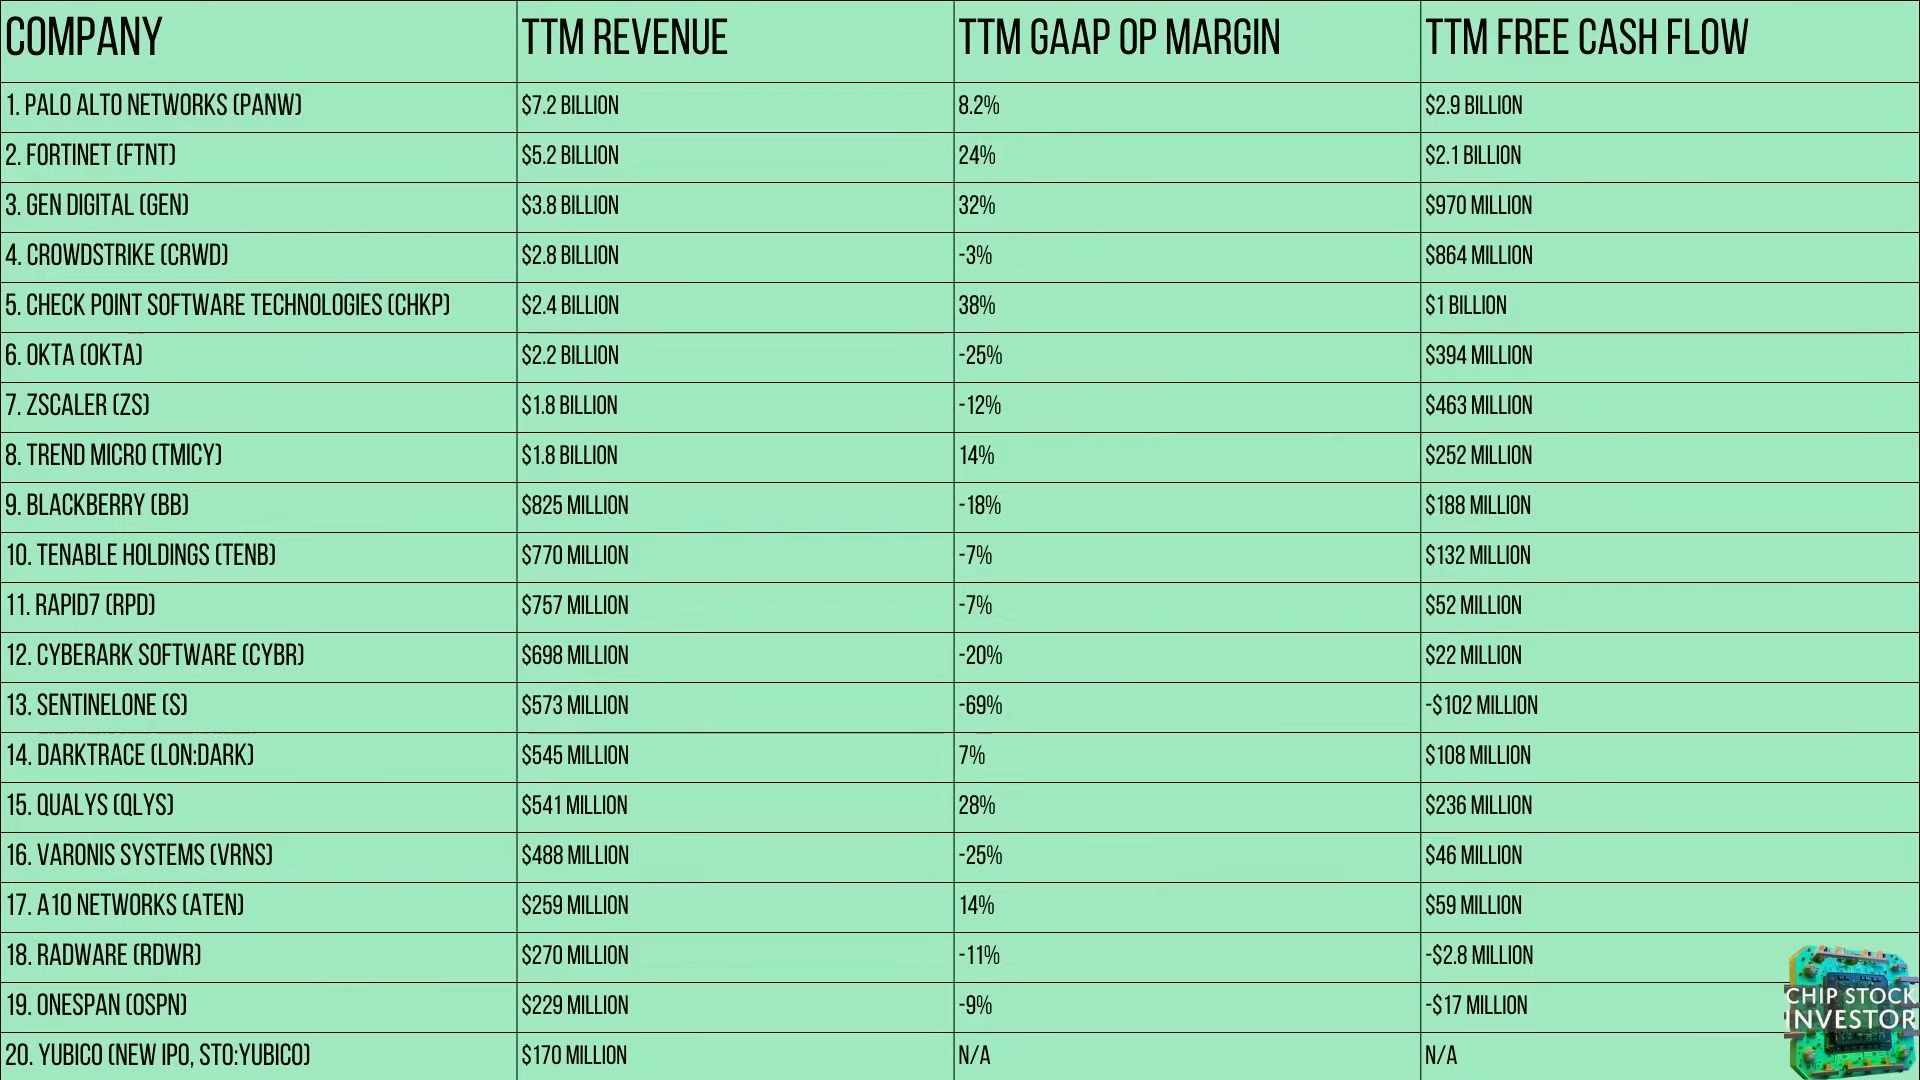 COMPANY TTM REVENUE TTM GAAP OP MARGIN TTM FREE CASH FLOW
1. PALO ALTO NETWORKS (PANW) $7.2 BILLION 8.2% $2.9 BILLION
2. FORTINET (FTNT) $5.2 BILLION 24% $2.1 BILLION
3. GEN DIGITAL (GEN) $3.8 BILLION 32% $970 MILLION
4. CROWDSTRIKE (CRWD) $2.8 BILLION -3% $864 MILLION
5. CHECK POINT SOFTWARE TECHNOLOGIES (CHKP) $2.4 BILLION 38% $1 BILLION
6. OKTA (OKTA) $2.2 BILLION -25% $394 MILLION
7. ZSCALER (ZS) $1.8 BILLION -12% $463 MILLION
8. TREND MICRO (TMICY) $1.8 BILLION 14% $252 MILLION
9. BLACKBERRY (BB) $825 MILLION -18% $188 MILLION
10. TENABLE HOLDINGS (TENB) $770 MILLION -7% $132 MILLION
11. RAPID7 (RPD) $757 MILLION -7% $52 MILLION
12. CYBERARK SOFTWARE (CYBR) $698 MILLION -20% $22 MILLION
13. SENTINELONE (S) $573 MILLION -69% -$102 MILLION
14. DARKTRACE (LON:DARK) $545 MILLION 7% $108 MILLION
15. QUALYS (QLYS) $541 MILLION 28% $236 MILLION
16. VARONIS SYSTEMS (VRNS) $488 MILLION -25% $46 MILLION
17. A10 NETWORKS (ATEN) $259 MILLION 14% $59 MILLION
18. RADWARE (RDWR) $270 MILLION -11% -$2.8 MILLION
19. ONESPAN (OSPN) $229 MILLION -9% -$17 MILLION
20. YUBICO (NEW IPO, STO:YUBICO) $170 MILLION N/A N/A
CHIP STOCK
INVESTOR